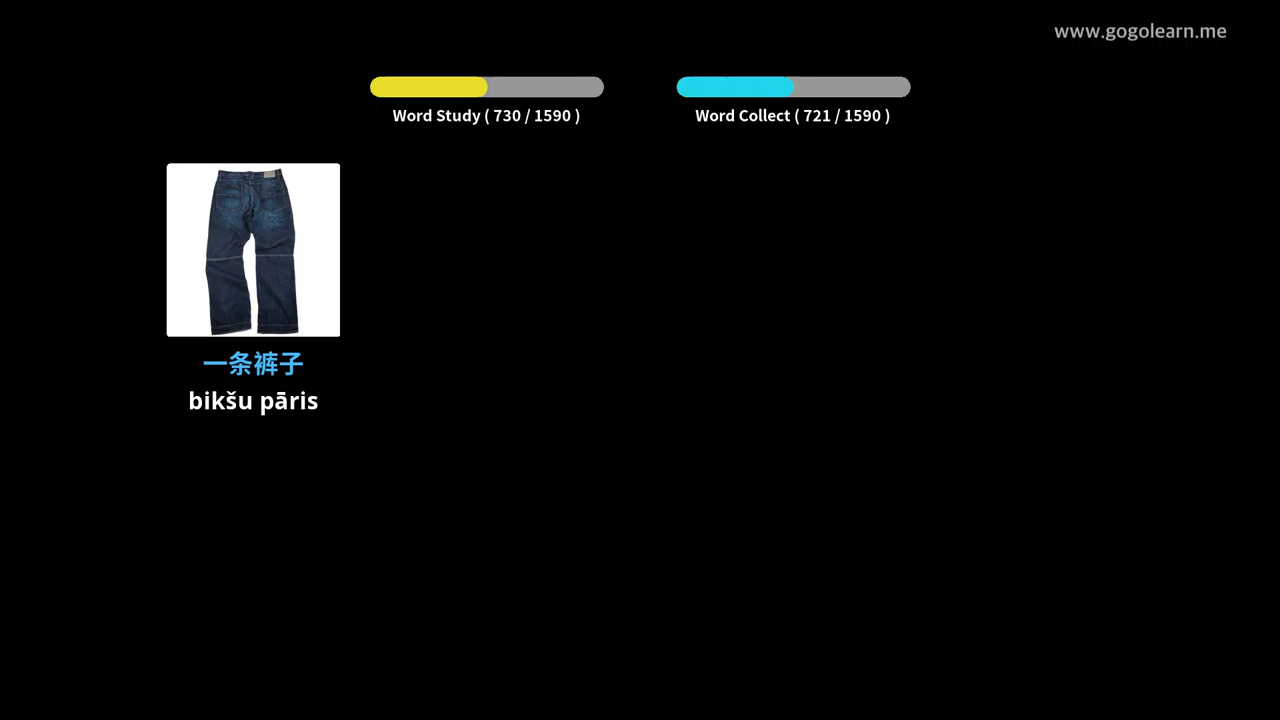 www.gogolearn.me
Word Study ( 730 / 1590 )
Word Collect ( 721 / 1590 )
一条裤子
bikšu pāris